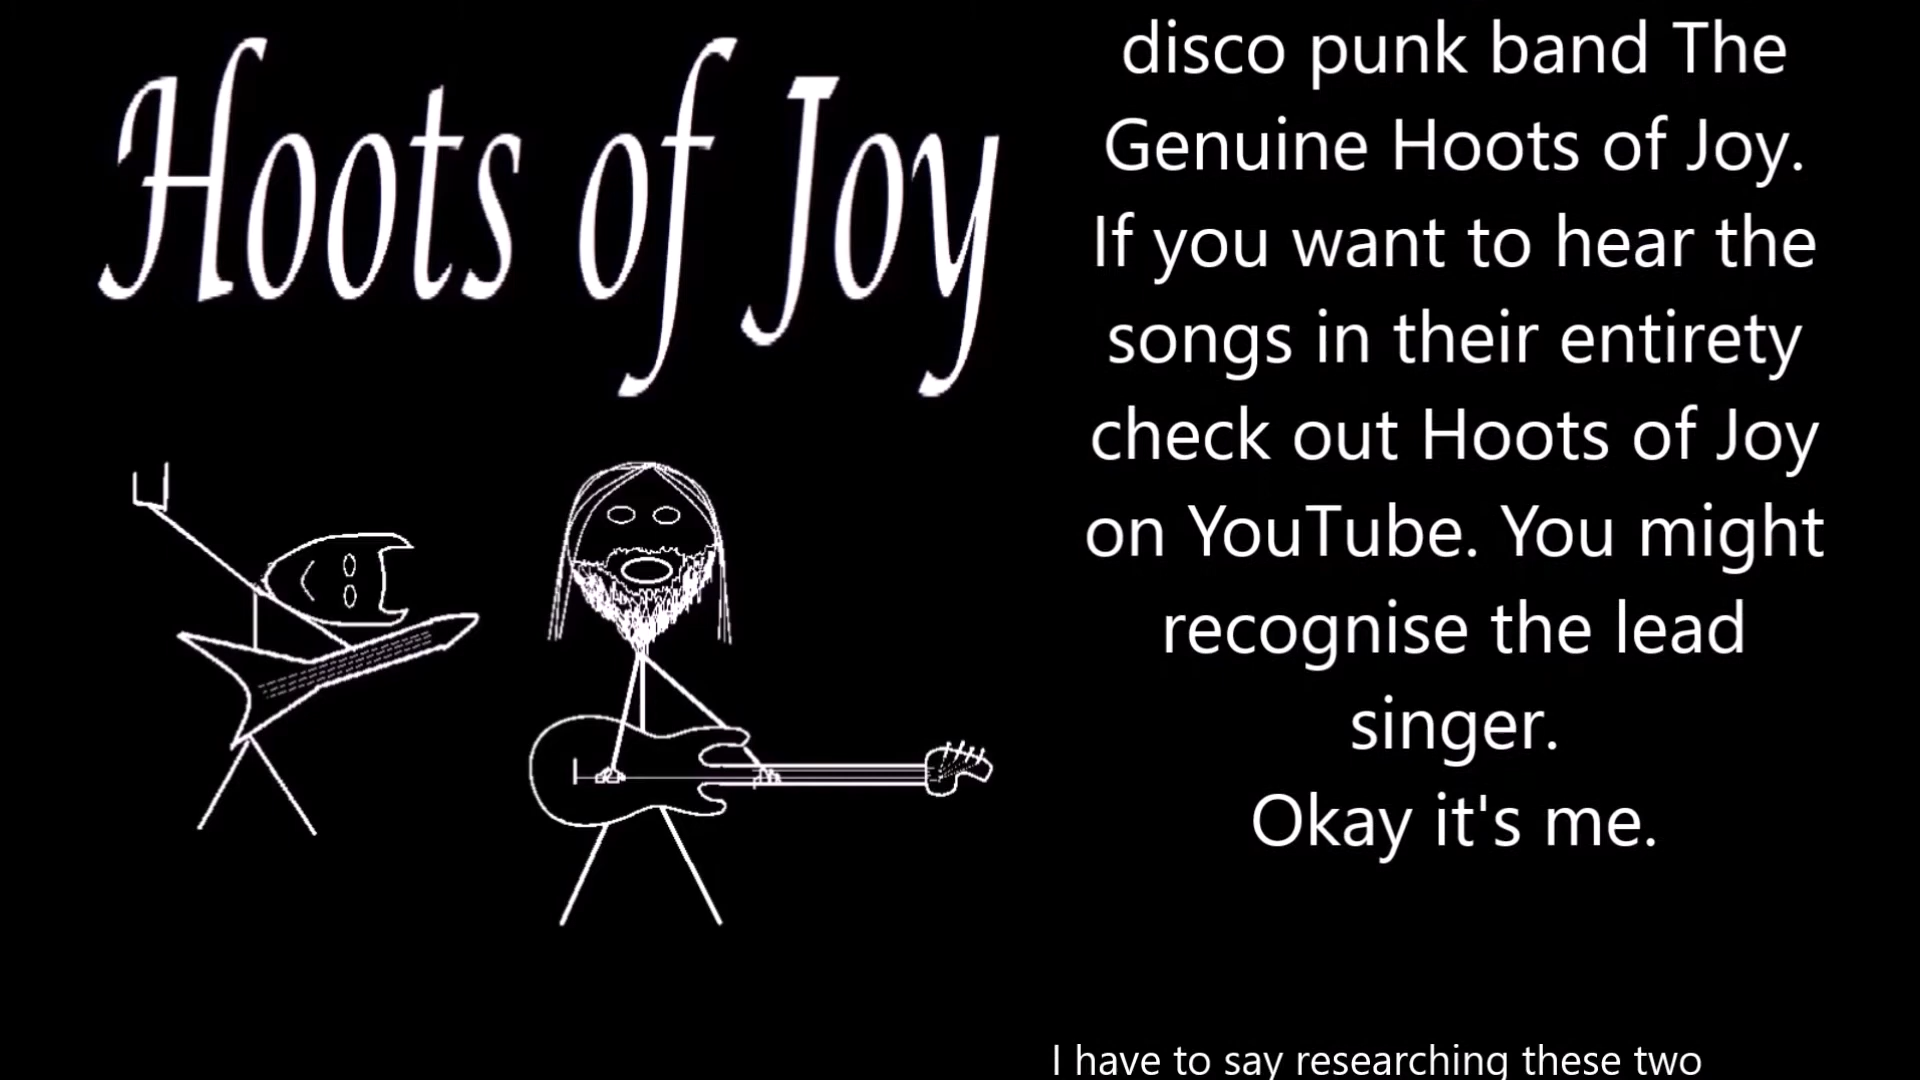 Hoots of Joy
disco punk band The
Genuine Hoots of Joy.
If you want to hear the
songs in their entirety
check out Hoots of Joy
on YouTube. You might
recognise the lead
singer.
Okay it's me.
I have to say researching these two